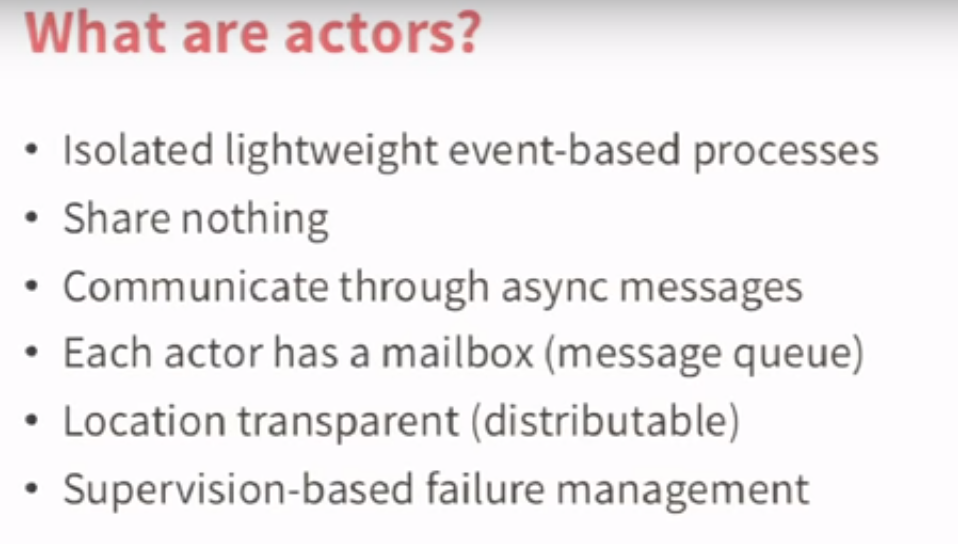 What are actors?
• Isolated lightweight event-based processes
• Share nothing
• Communicate through async messages
• Each actor has a mailbox (message queue)
• Location transparent (distributable)
• Supervision-based failure management